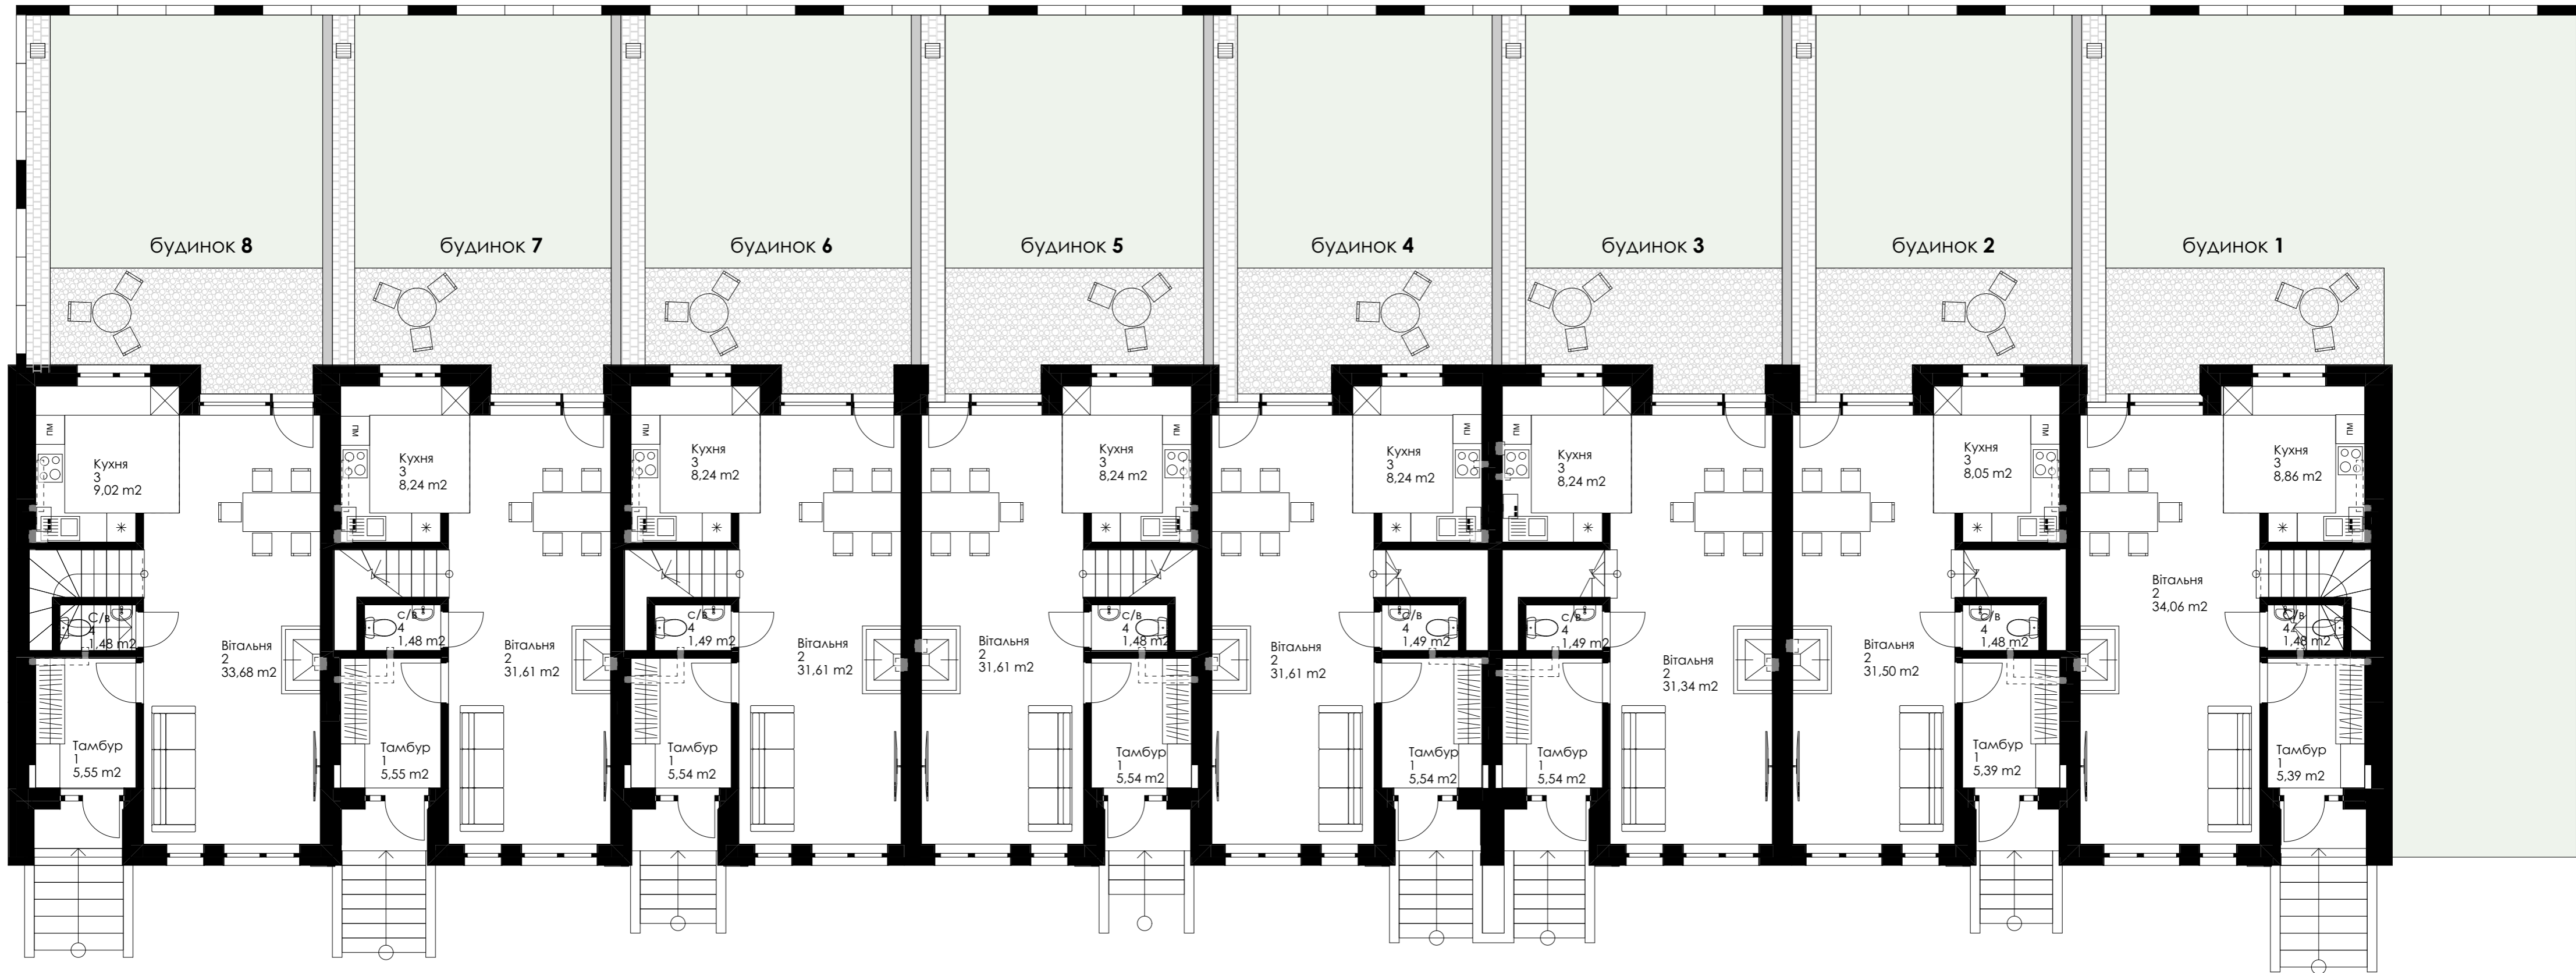 будинок 8
будинок 7
будинок 6
будинок 5
будинок 4
будинок 3
будинок 2
будинок 1
Кухня
3
9,02 m2
С/в
4
1,48 m2
Вітальня
2
33,68 m2
Тамбур
1
5,55 m2
ПМ
Кухня
3
8,24 m2
С/в
4
1,48 m2
Вітальня
2
31,61 m2
Тамбур
1
5,55 m2
ПМ
Кухня
3
8,24 m2
С/в
4
1,49 m2
Вітальня
2
31,61 m2
Тамбур
1
5,54 m2
Вітальня
2
31,61 m2
Кухня
3
8,24 m2
С/в
4
1,48 m2
Тамбур
1
5,54 m2
Вітальня
2
31,61 m2
Кухня
3
8,24 m2
С/в
4
1,49 m2
Тамбур
1
5,54 m2
Кухня
3
8,24 m2
С/в
4
1,49 m2
Вітальня
2
31,34 m2
Тамбур
1
5,54 m2
Вітальня
2
31,50 m2
ПМ
Кухня
3
8,05 m2
С/в
4
1,48 m2
Тамбур
1
5,39 m2
Вітальня
2
34,06 m2
Кухня
3
8,86 m2
С/в
4
1,48
Тамбур
1
5,39 m2